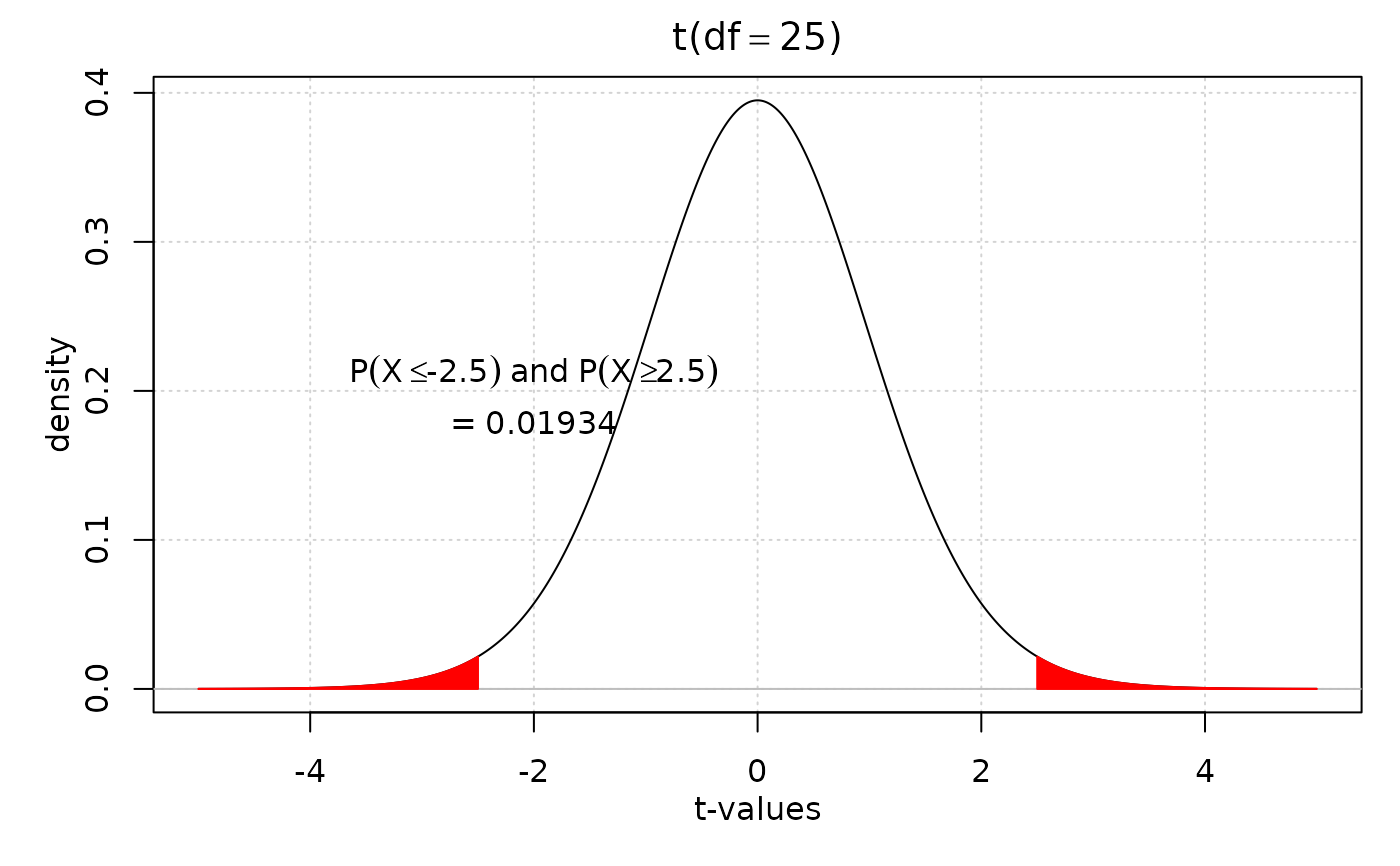 t(df = 25)
density
0.4
0.3
0.2
0.1
0.0
P(X ≤-2.5) and P(X ≥2.5)
= 0.01934
-4 -2 0 2 4
t-values